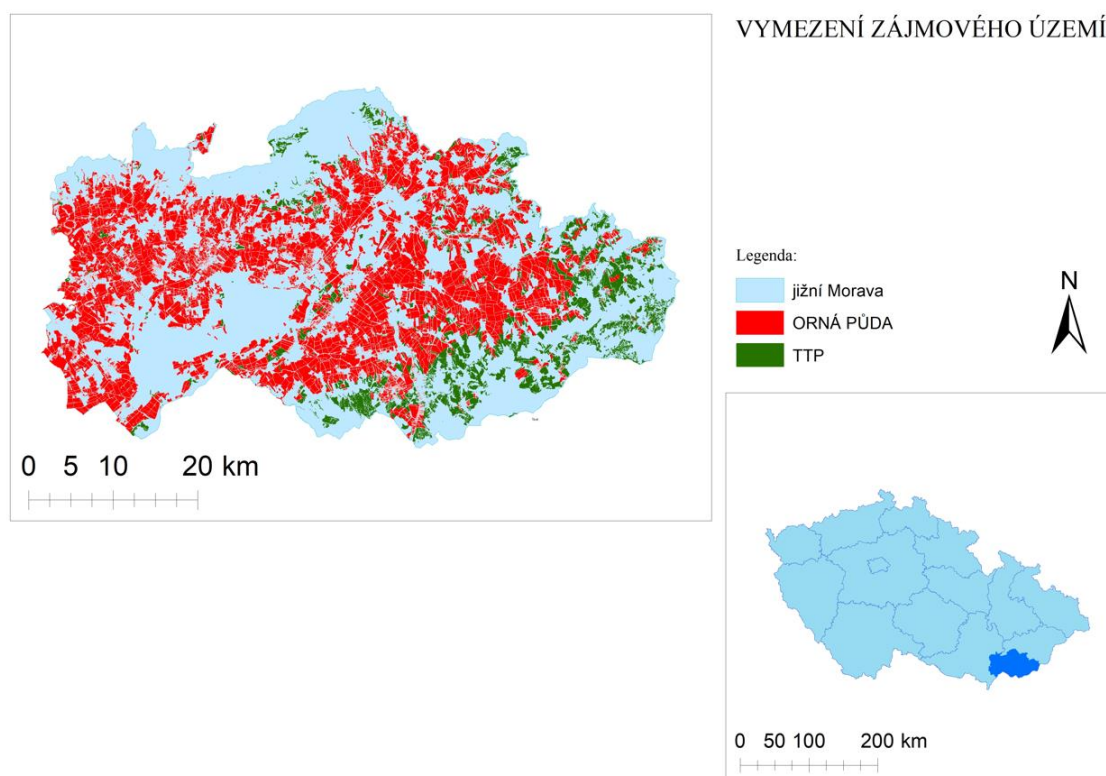 VYMEZENÍ ZÁJMOVÉHO ÚZEMÍ
Legenda:
jižní Morava
ORNÁ PŮDA
TTP
N
0 5 10 20 km
0 50 100 200 km